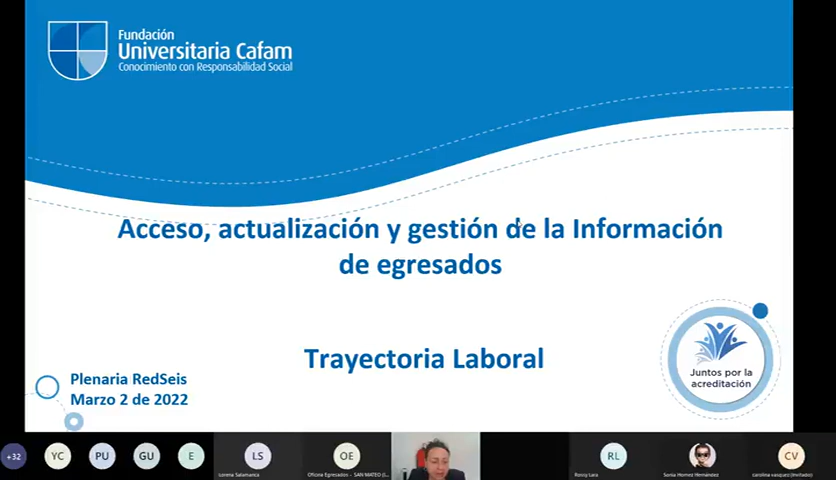 Fundación
Universitaria Cafam
Conocimiento con Responsabilidad Social
Acceso, actualización y gestión de la Información
de egresados
Trayectoria Laboral
Juntos por la
acreditación
Plenaria RedSeis
Marzo 2 de 2022
+32
YC
PU
GU
E
LS
OE
RL
CV
Lorena Salamanca
Oficina Egresados - SAN MATEO (I...
Rossy Lara
Sonia Homez Hernández
carolina vasquez (Invitado)